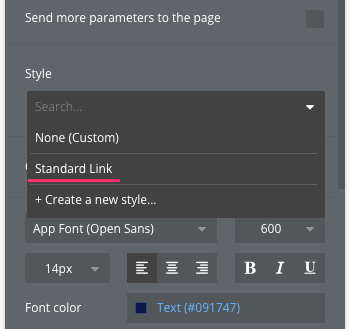 Send more parameters to the page
Style
Search...
None (Custom)
Standard Link
+ Create a new style...
App Font (Open Sans) 600
14px B I U
Font color Text (#091747)